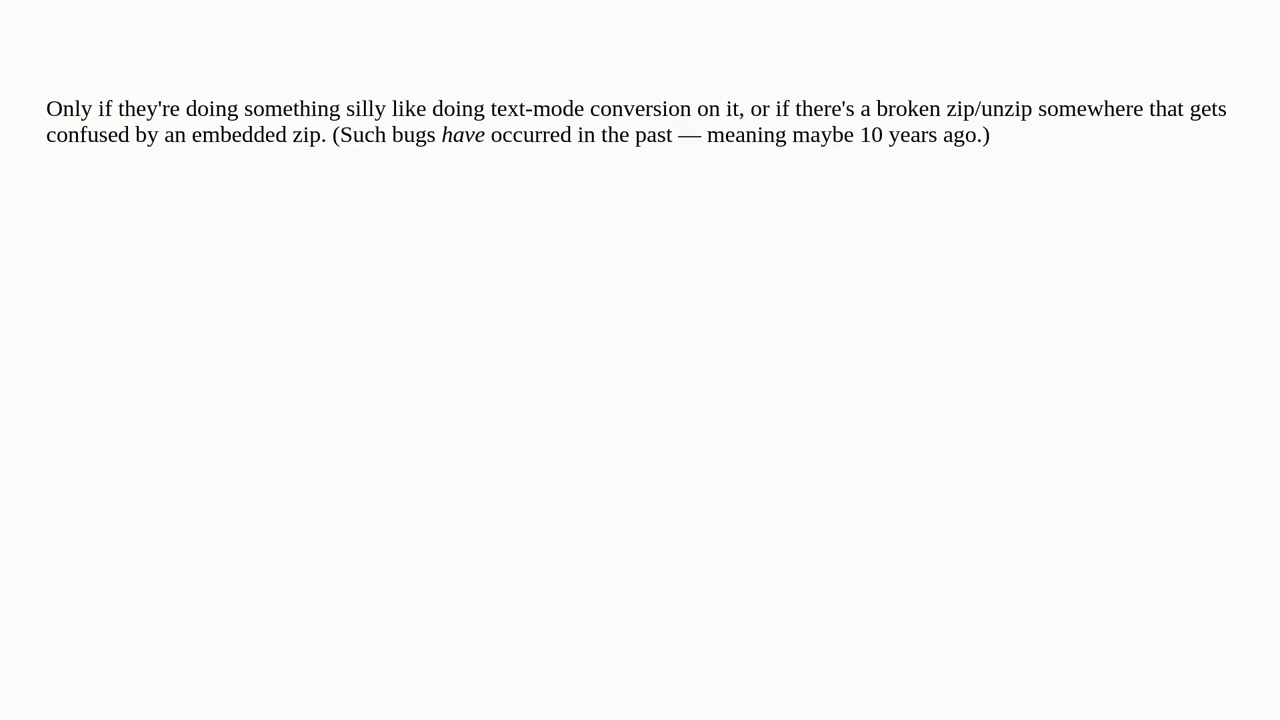 Only if they're doing something silly like doing text-mode conversion on it, or if there's a broken zip/unzip somewhere that gets
confused by an embedded zip. (Such bugs have occurred in the past — meaning maybe 10 years ago.)